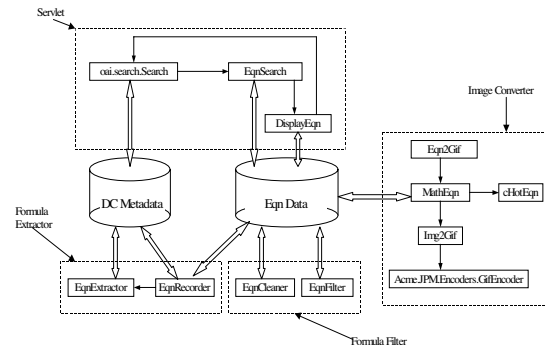 Servlet
oai.search.Search
EqnSearch
DisplayEqn
Image Converter
Eqn2Gif
MathEqn
cHotEqn
Img2Gif
Acme.JPM.Encoders.GifEncoder
DC Metadata
Eqn Data
Formula
Extractor
EqnExtractor
EqnRecorder
EqnCleaner
EqnFilter
Formula Filter